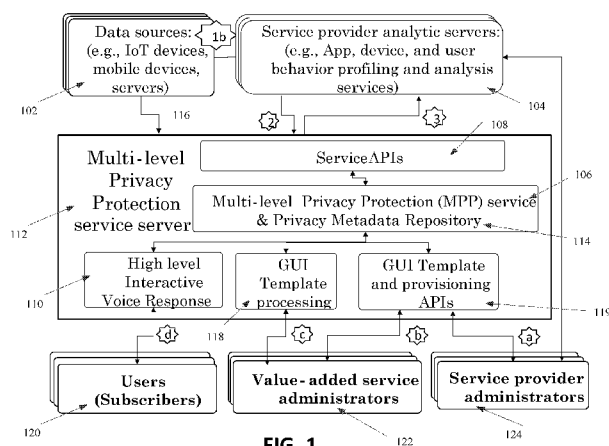 Data sources:
(e.g., IoT devices,
mobile devices,
servers)
1b
Service provider analytic servers:
(e.g., App, device, and user
behavior profiling and analysis
services)
102
116
104
2
3
108
Multi-level
Privacy
Protection
service server
112
Service APIs
106
Multi-level Privacy Protection (MPP) service
& Privacy Metadata Repository
114
High level
Interactive
Voice Response
110
GUI
Template
processing
118
GUI Template
and provisioning
APIs
119
d
c
b
a
Users
(Subscribers)
120
Value-added service
administrators
122
Service provider
administrators
124
FIG. 1